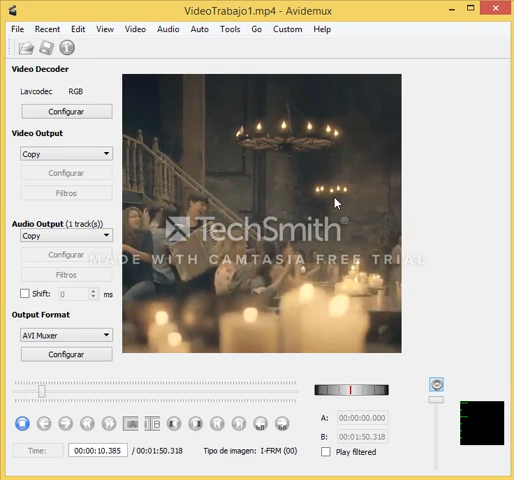 VideoTrabajo1.mp4 - Avidemux
File Recent Edit View Video Audio Auto Tools Go Custom Help
Video Decoder
Lavcodec RGB
Configurar
Video Output
Copy
Configurar
Filtros
Audio Output (1 track(s))
Copy
Configurar
Filtros
Shift: 0 ms
Output Format
AVI Muxer
Configurar
TechSmith®
MADE WITH CAMTASIA FREE TRIAL
A B
60 60
Time: 00:00:10.385 / 00:01:50.318 Tipo de imagen: I-FRM (00)
A: 00:00:00.000
B: 00:01:50.318
Play filtered